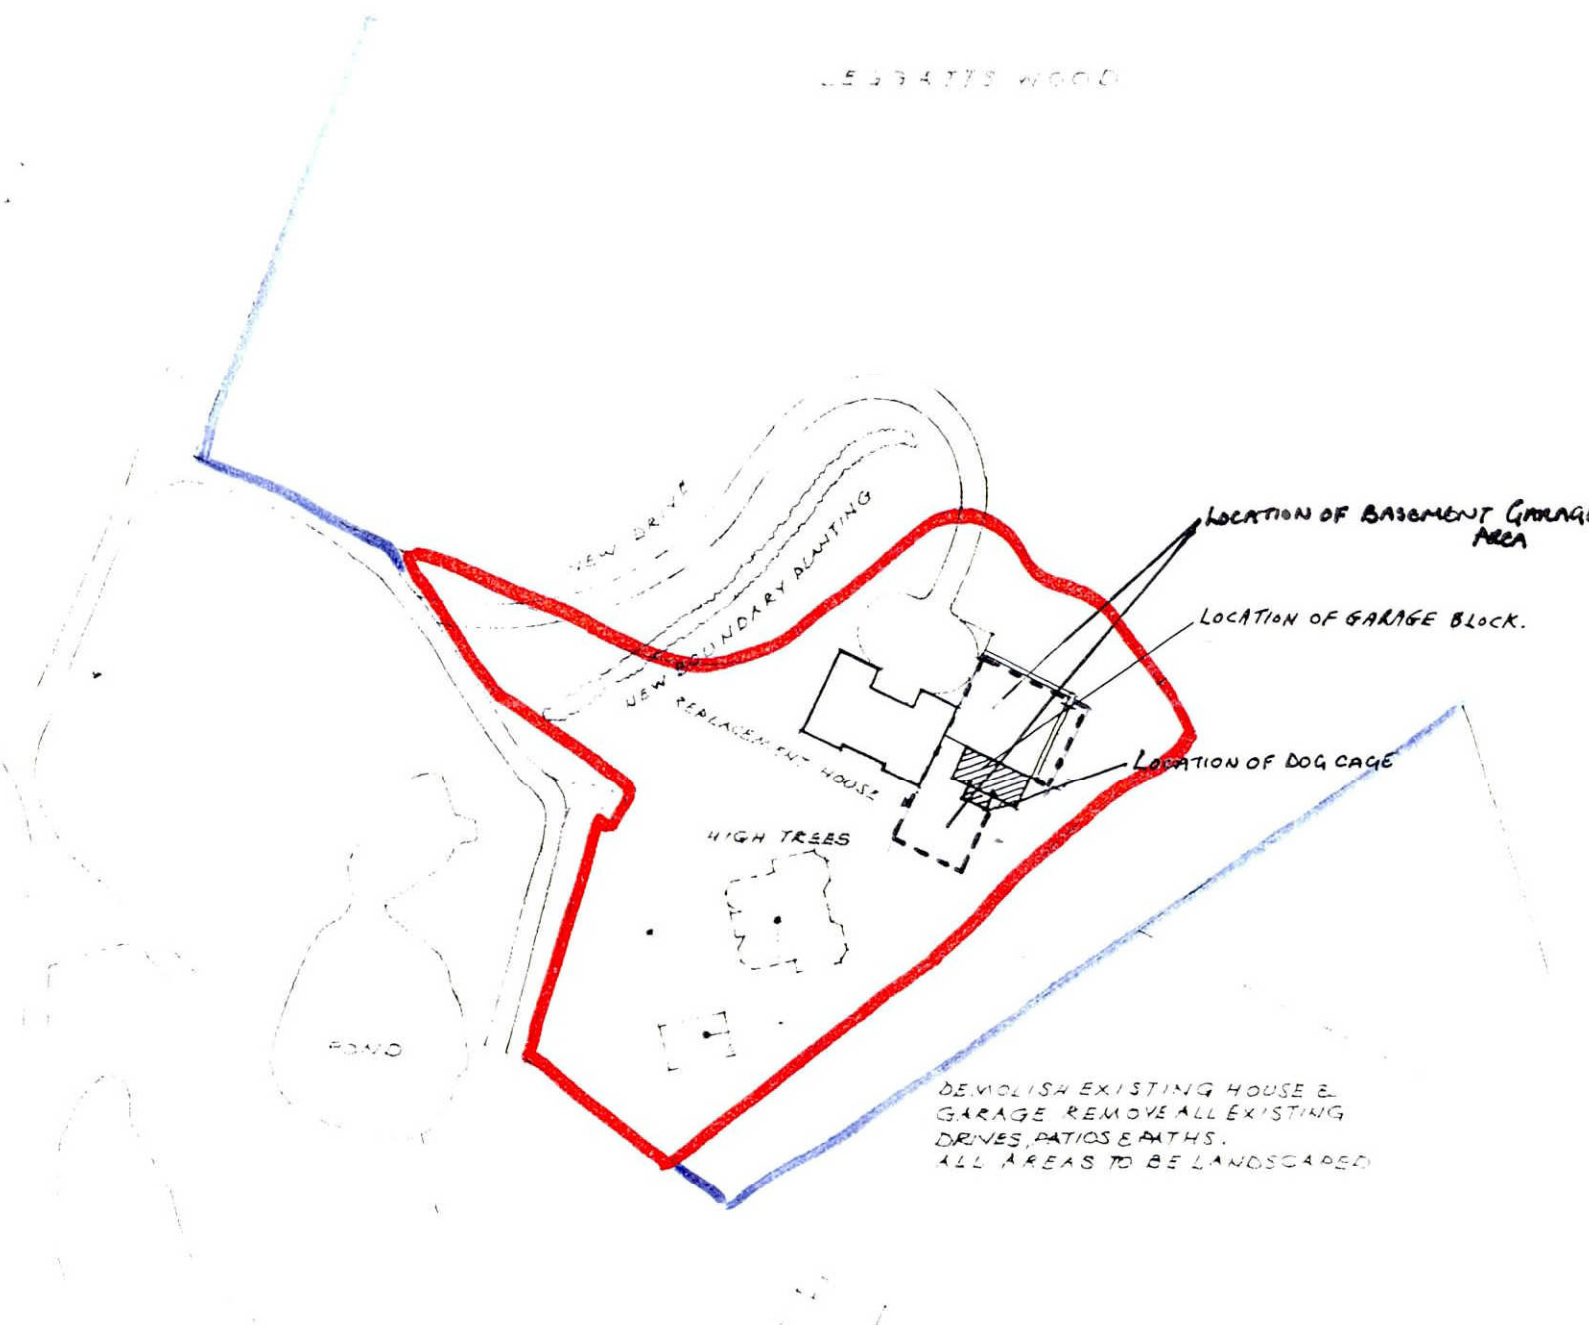 LEGGATTS WOOD
NEW DRIVE
NEW BOUNDARY PLANTING
LOCATION OF BASEMENT GARAGE
AREA
LOCATION OF GARAGE BLOCK.
REPLACEMENT HOUSE
LOCATION OF DOG CAGE
HIGH TREES
POND
DEMOLISH EXISTING HOUSE &
GARAGE REMOVE ALL EXISTING
DRIVES, PATIOS & PATHS.
ALL AREAS TO BE LANDSCAPED